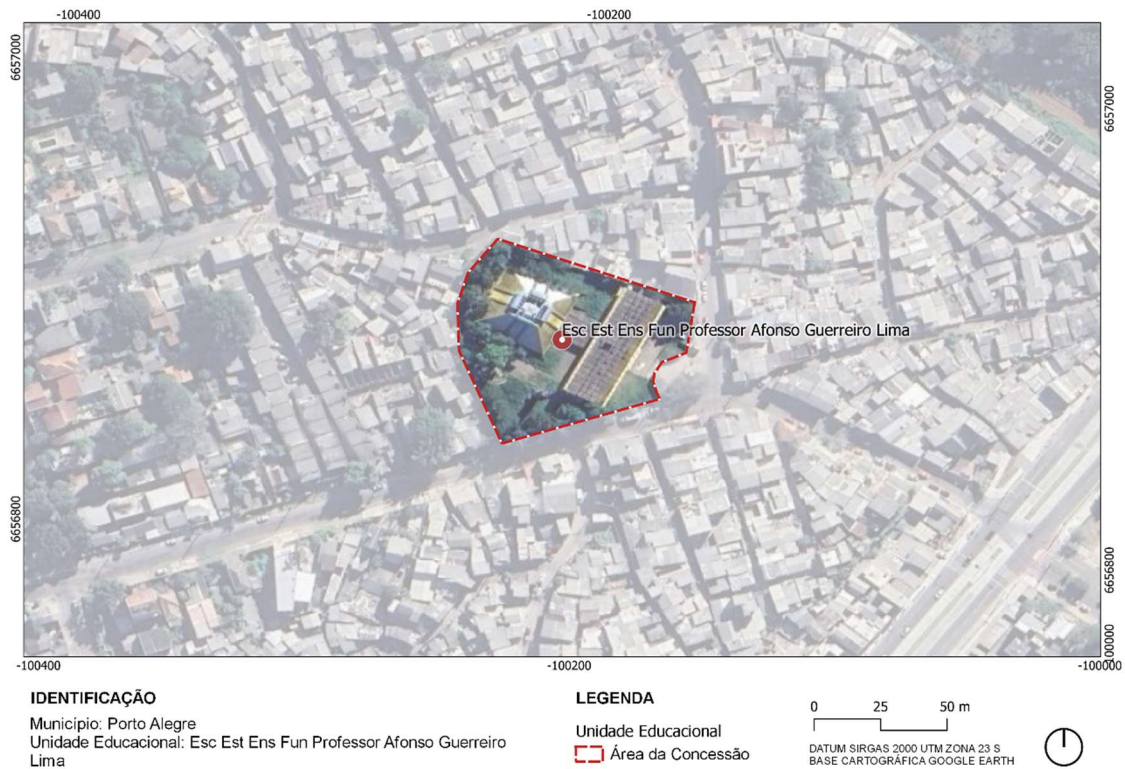 -100400
-100200
6657000
6657000
Esc Est Ens Fun Professor Afonso Guerreiro Lima
6656800
6656800
-100400
-100200
-100000
IDENTIFICAÇÃO
Município: Porto Alegre
Unidade Educacional: Esc Est Ens Fun Professor Afonso Guerreiro
Lima
LEGENDA
Unidade Educacional
Área da Concessão
0 25 50 m
DATUM SIRGAS 2000 UTM ZONA 23 S
BASE CARTOGRÁFICA GOOGLE EARTH